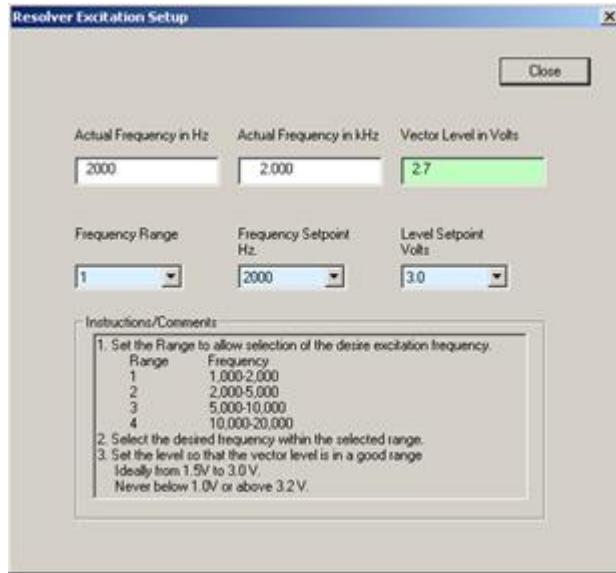 Resolver Excitation Setup
Close
Actual Frequency in Hz Actual Frequency in kHz Vector Level in Volts
2000 2.000 2.7
Frequency Range Frequency Setpoint Hz. Level Setpoint Volts
1 2000 3.0
Instructions/Comments
1. Set the Range to allow selection of the desire excitation frequency.
Range Frequency
1 1,000-2,000
2 2,000-5,000
3 5,000-10,000
4 10,000-20,000
2. Select the desired frequency within the selected range.
3. Set the level so that the vector level is in a good range
Ideally from 1.5V to 3.0 V.
Never below 1.0V or above 3.2 V.